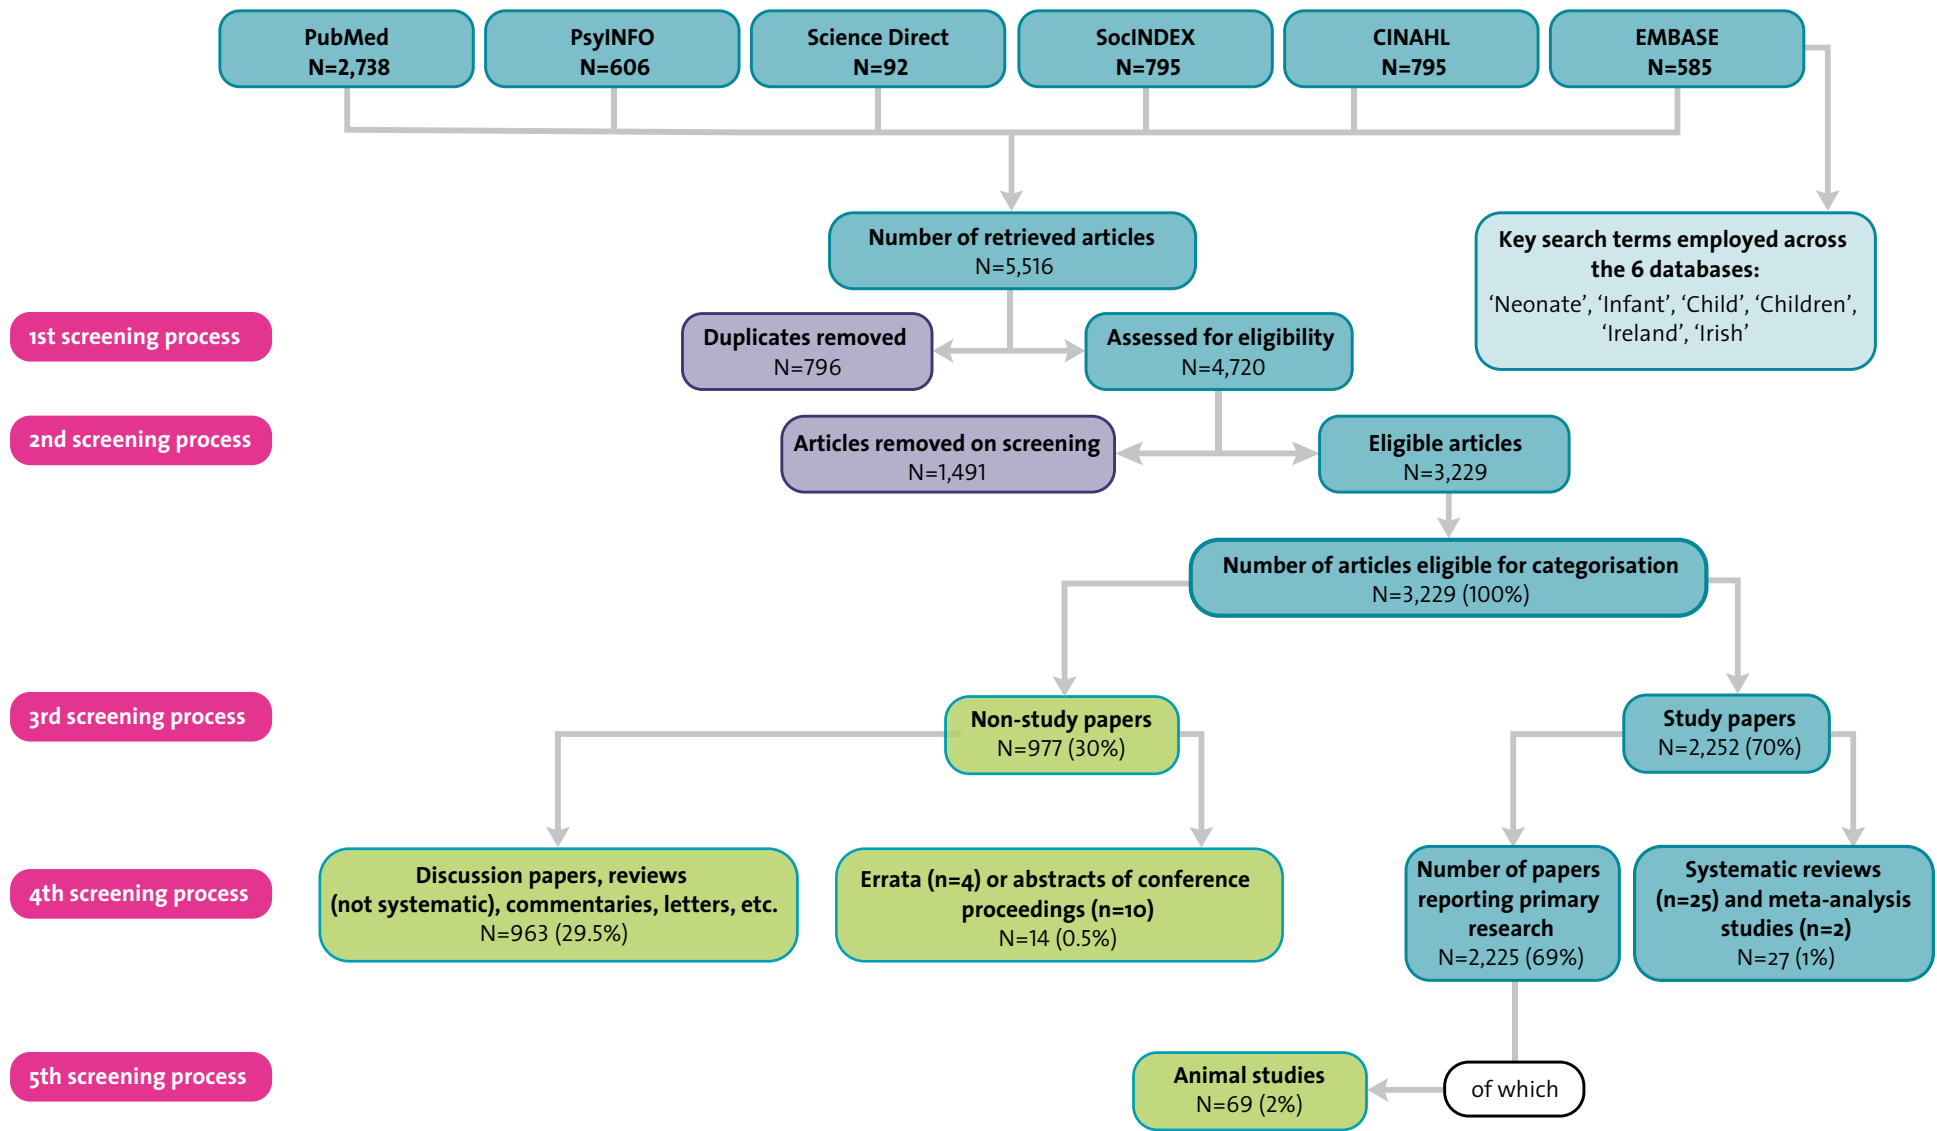 PubMed
N=2,738
PsyINFO
N=606
Science Direct
N=92
SocINDEX
N=795
CINAHL
N=795
EMBASE
N=585
Number of retrieved articles
N=5,516
Key search terms employed across
the 6 databases:
‘Neonate’, ‘Infant’, ‘Child’, ‘Children’,
‘Ireland’, ‘Irish’
1st screening process
Duplicates removed
N=796
Assessed for eligibility
N=4,720
2nd screening process
Articles removed on screening
N=1,491
Eligible articles
N=3,229
Number of articles eligible for categorisation
N=3,229 (100%)
3rd screening process
Non-study papers
N=977 (30%)
Study papers
N=2,252 (70%)
4th screening process
Discussion papers, reviews
(not systematic), commentaries, letters, etc.
N=963 (29.5%)
Errata (n=4) or abstracts of conference
proceedings (n=10)
N=14 (0.5%)
Number of papers
reporting primary
research
N=2,225 (69%)
Systematic reviews
(n=25) and meta-analysis
studies (n=2)
N=27 (1%)
5th screening process
Animal studies
N=69 (2%)
of which